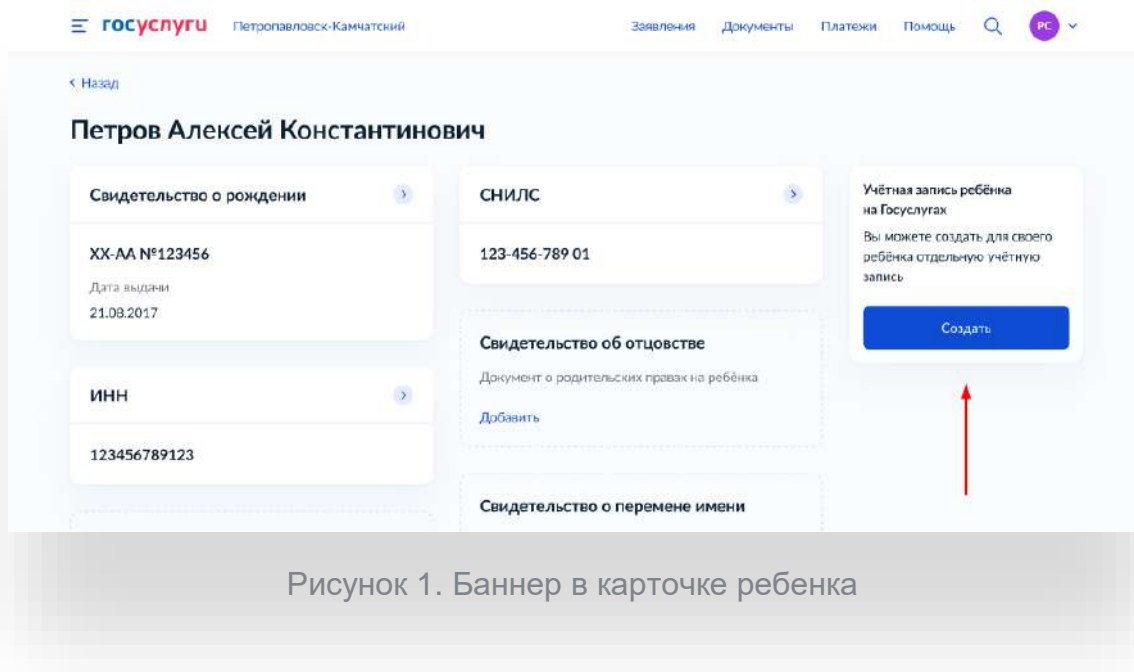 госуслуги Петропавловск-Камчатский Заявления Документы Платежи Помощь РС
Назад
Петров Алексей Константинович
Свидетельство о рождении
XX-АА №123456
Дата выдачи
21.08.2017
ИНН
123456789123
СНИЛС
123-456-789 01
Свидетельство об отцовстве
Документ о родительских правах на ребёнка
Добавить
Свидетельство о перемене имени
Учётная запись ребёнка
на Госуслугах
Вы можете создать для своего
ребёнка отдельную учётную
запись
Создать
Рисунок 1. Баннер в карточке ребенка